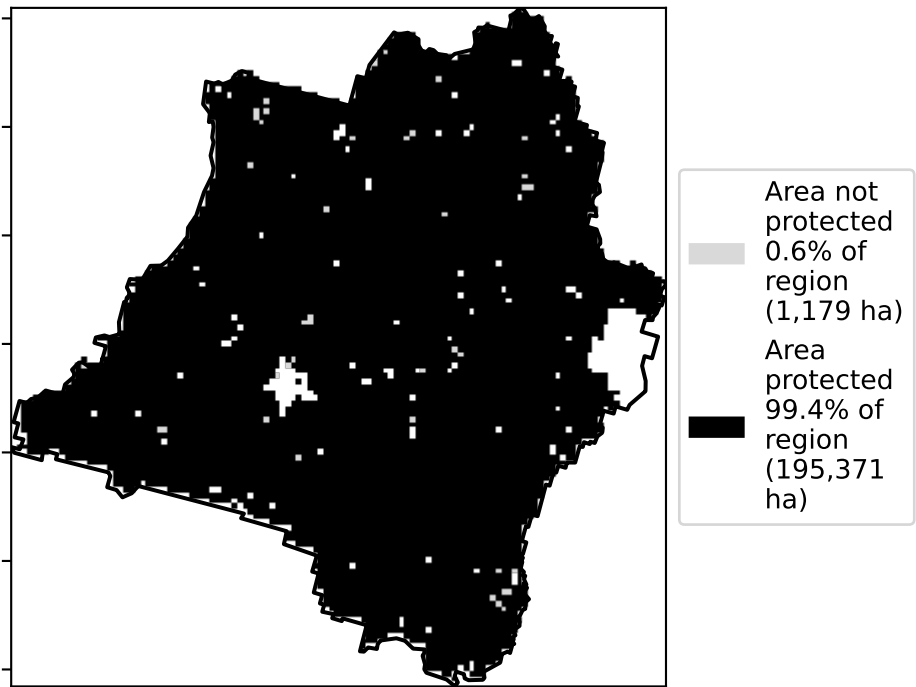 Area not
protected
0.6% of
region
(1,179 ha)
Area
protected
99.4% of
region
(195,371
ha)